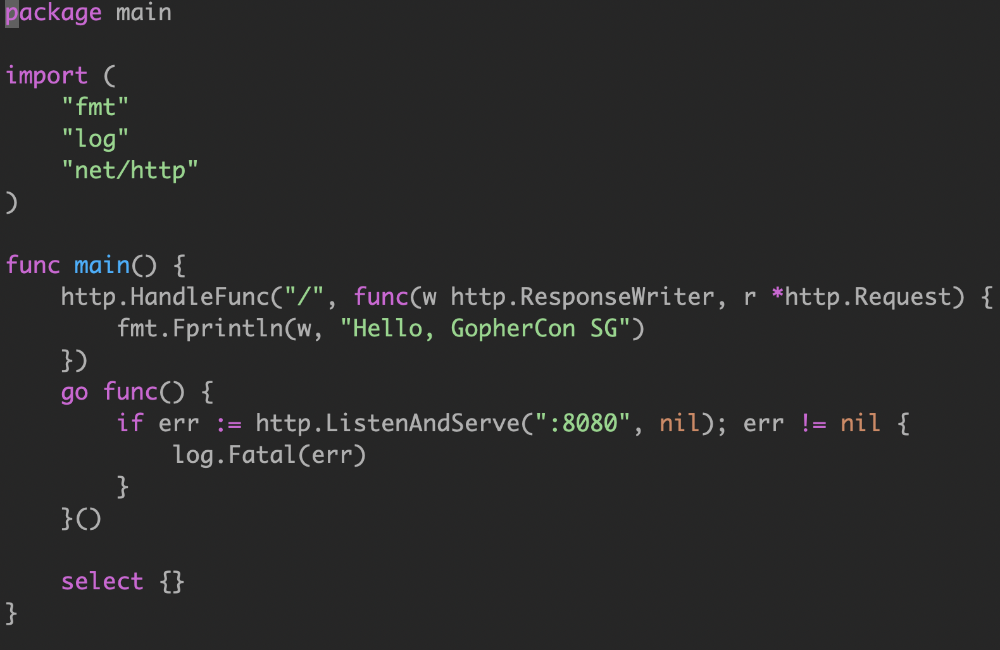 package main

import (
    "fmt"
    "log"
    "net/http"
)

func main() {
    http.HandleFunc("/", func(w http.ResponseWriter, r *http.Request) {
        fmt.Fprintln(w, "Hello, GopherCon SG")
    })
    go func() {
        if err := http.ListenAndServe(":8080", nil); err != nil {
            log.Fatal(err)
        }
    }()

    select {}
}